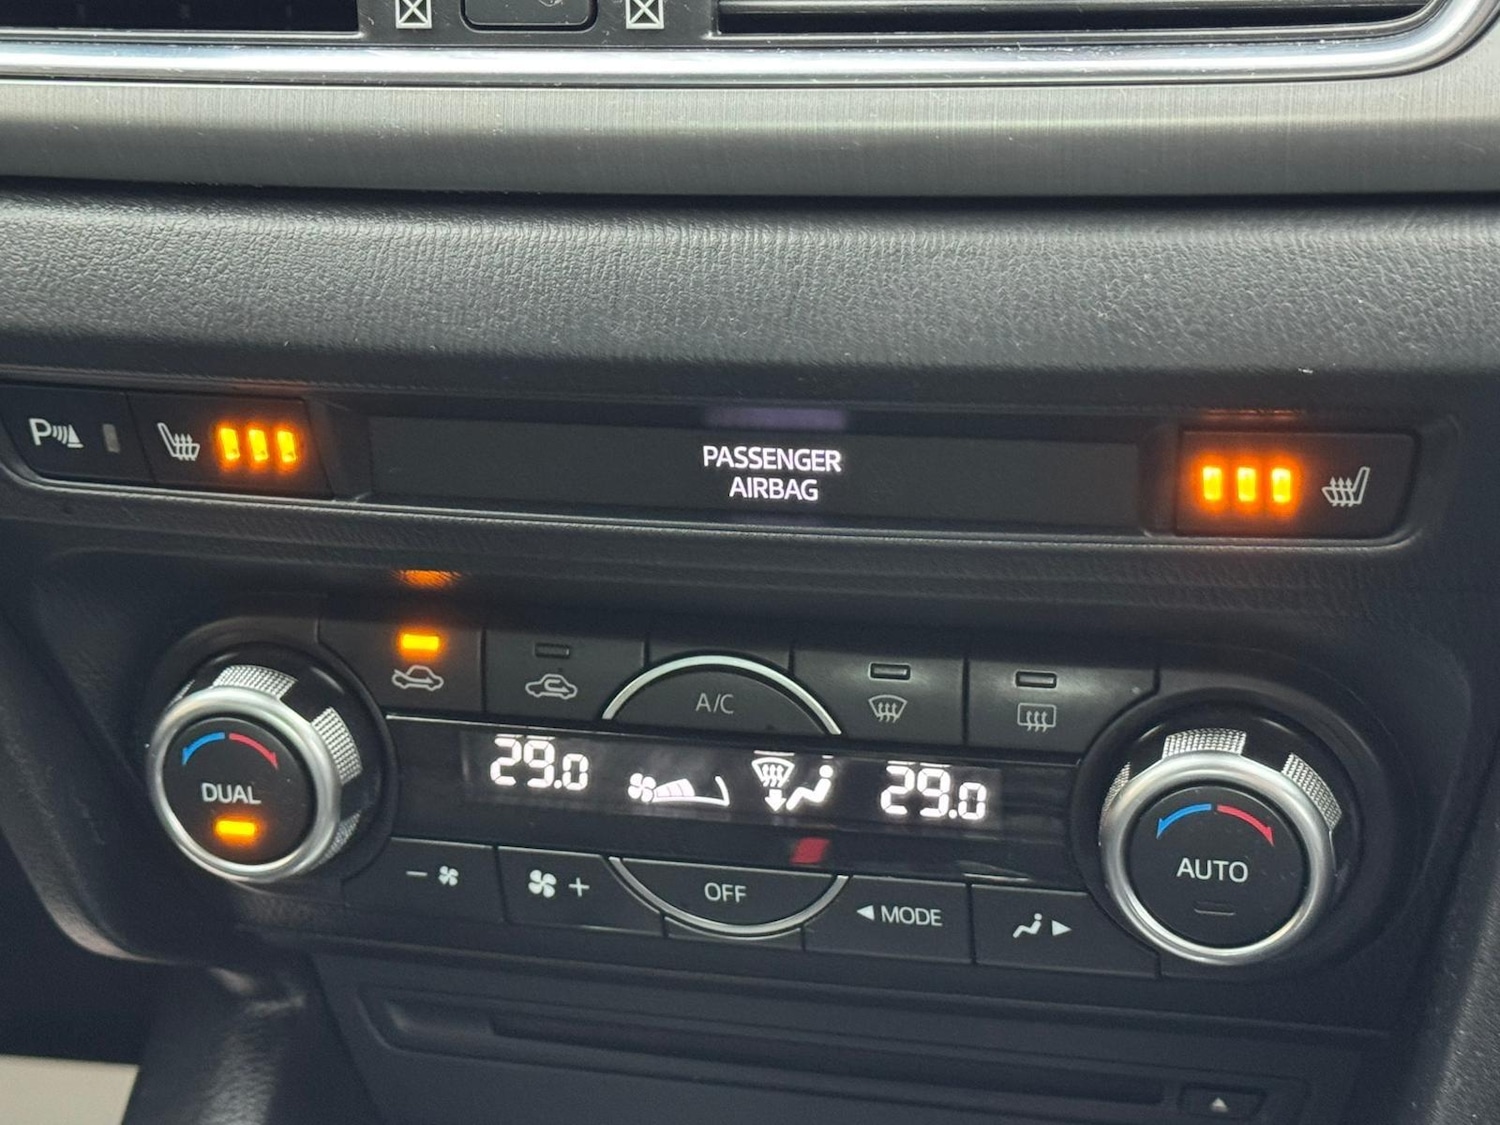 P
PASSENGER
AIRBAG
A/C
29.0
29.0
DUAL
AUTO
OFF
MODE